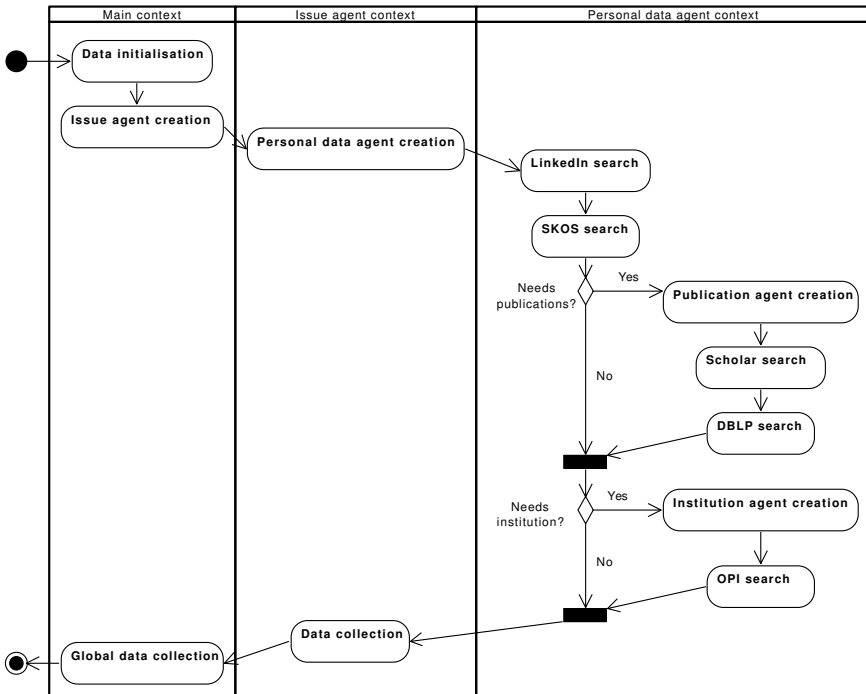 Main context
Issue agent context
Personal data agent context
Data initialisation
Issue agent creation
Personal data agent creation
LinkedIn search
SKOS search
Needs
publications?
Yes
Publication agent creation
Scholar search
No
DBLP search
Needs
institution?
Yes
Institution agent creation
No
OPI search
Data collection
Global data collection